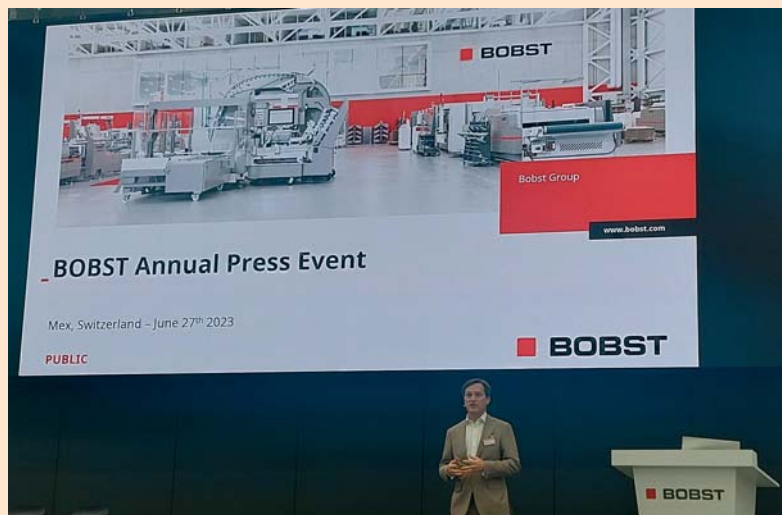 BOBST
Bobst Group
www.bobst.com
_BOBST Annual Press Event
Mex, Switzerland – June 27th 2023
PUBLIC
BOBST
BOBST